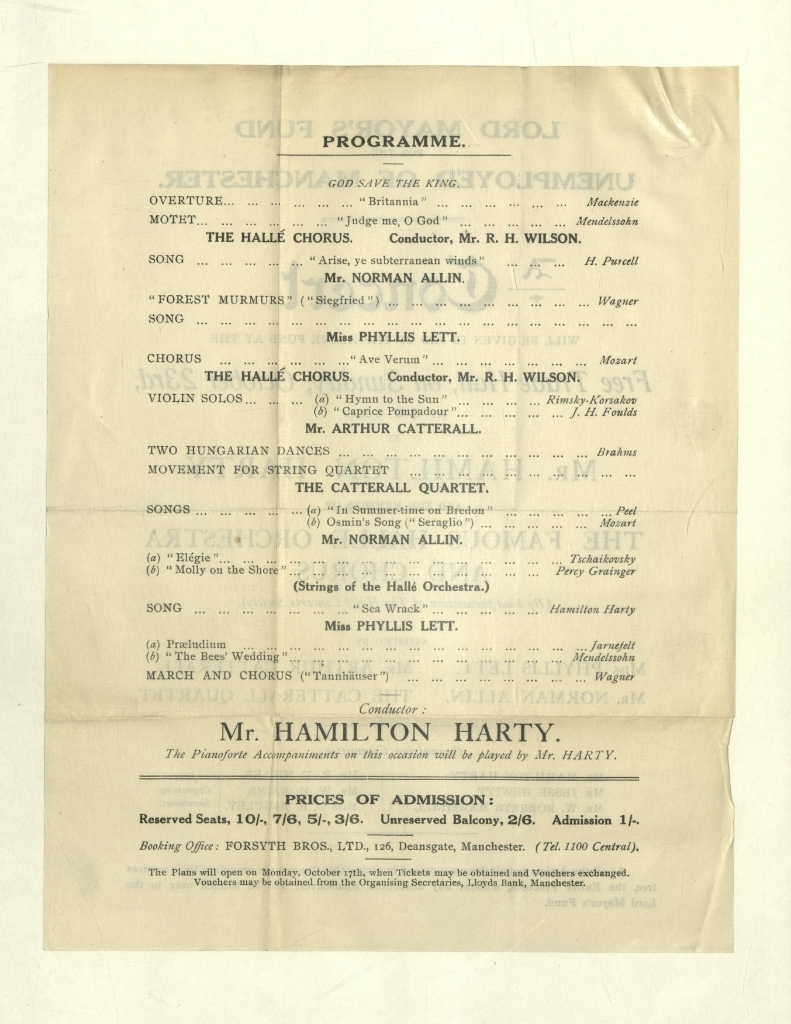 PROGRAMME.
GOD SAVE THE KING.
OVERTURE... ... ... ... ... ... "Britannia" ... ... ... ... ... ... Mackenzie
MOTET... ... ... ... ... ... "Judge me, O God" ... ... ... ... ... Mendelssohn
THE HALLÉ CHORUS. Conductor, Mr. R. H. WILSON.
SONG ... ... ... ... ... "Arise, ye subterranean winds" ... ... ... H. Purcell
Mr. NORMAN ALLIN.
"FOREST MURMURS" ("Siegfried") ... ... ... ... ... ... ... ... ... Wagner
SONG ... ... ... ... ... ... ... ... ... ... ... ... ... ... ... ... ... ...
Miss PHYLLIS LETT.
CHORUS ... ... ... ... ... ..."Ave Verum" ... ... ... ... ... ... ... Mozart
THE HALLÉ CHORUS. Conductor, Mr. R. H. WILSON.
VIOLIN SOLOS... ... ... (a) "Hymn to the Sun" ... ... ... ... Rimsky-Korsakov
(b) "Caprice Pompadour"... ... ... ... ... J. H. Foulds
Mr. ARTHUR CATTERALL.
TWO HUNGARIAN DANCES ... ... ... ... ... ... ... ... ... ... ... Brahms
MOVEMENT FOR STRING QUARTET ... ... ... ... ... ... ... ... ...
THE CATTERALL QUARTET.
SONGS ... ... ... ... ... (a) "In Summer-time on Bredon" ... ... ... ... ... Peel
(b) Osmin's Song ("Seraglio") ... ... ... ... ... Mozart
Mr. NORMAN ALLIN.
(a) "Elégie"... ... ... ... ... ... ... ... ... ... ... ... ... ... Tschaikovsky
(b) "Molly on the Shore"... ... ... ... ... ... ... ... ... ... ... Percy Grainger
(Strings of the Hallé Orchestra.)
SONG ... ... ... ... ... ... "Sea Wrack" ... ... ... ... ... Hamilton Harty
Miss PHYLLIS LETT.
(a) Præludium ... ... ... ... ... ... ... ... ... ... ... ... ... ... Jarnefelt
(b) "The Bees' Wedding"... ... ... ... ... ... ... ... ... ... ... Mendelssohn
MARCH AND CHORUS ("Tannhäuser") ... ... ... ... ... ... ... ... Wagner
Conductor :
Mr. HAMILTON HARTY.
The Pianoforte Accompaniments on this occasion will be played by Mr. HARTY.
PRICES OF ADMISSION:
Reserved Seats, 10/-, 7/6, 5/-, 3/6. Unreserved Balcony, 2/6. Admission 1/-.
Booking Office: FORSYTH BROS., LTD., 126, Deansgate, Manchester. (Tel. 1100 Central).
The Plans will open on Monday, October 17th, when Tickets may be obtained and Vouchers exchanged.
Vouchers may be obtained from the Organising Secretaries, Lloyds Bank, Manchester.